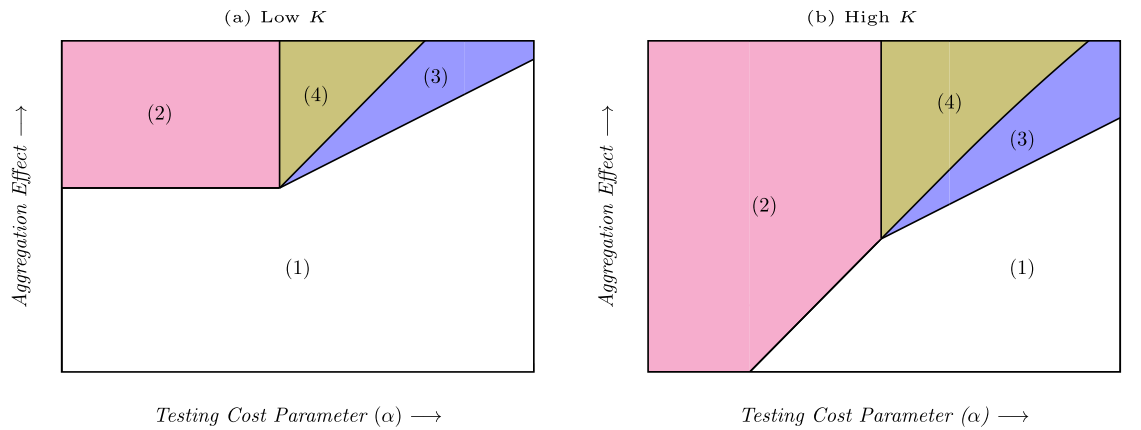 (a) Low K
(2)
(4)
(3)
(1)
Aggregation Effect ⟶
Testing Cost Parameter (α) ⟶
(b) High K
(4)
(3)
(2)
(1)
Aggregation Effect ⟶
Testing Cost Parameter (α) ⟶